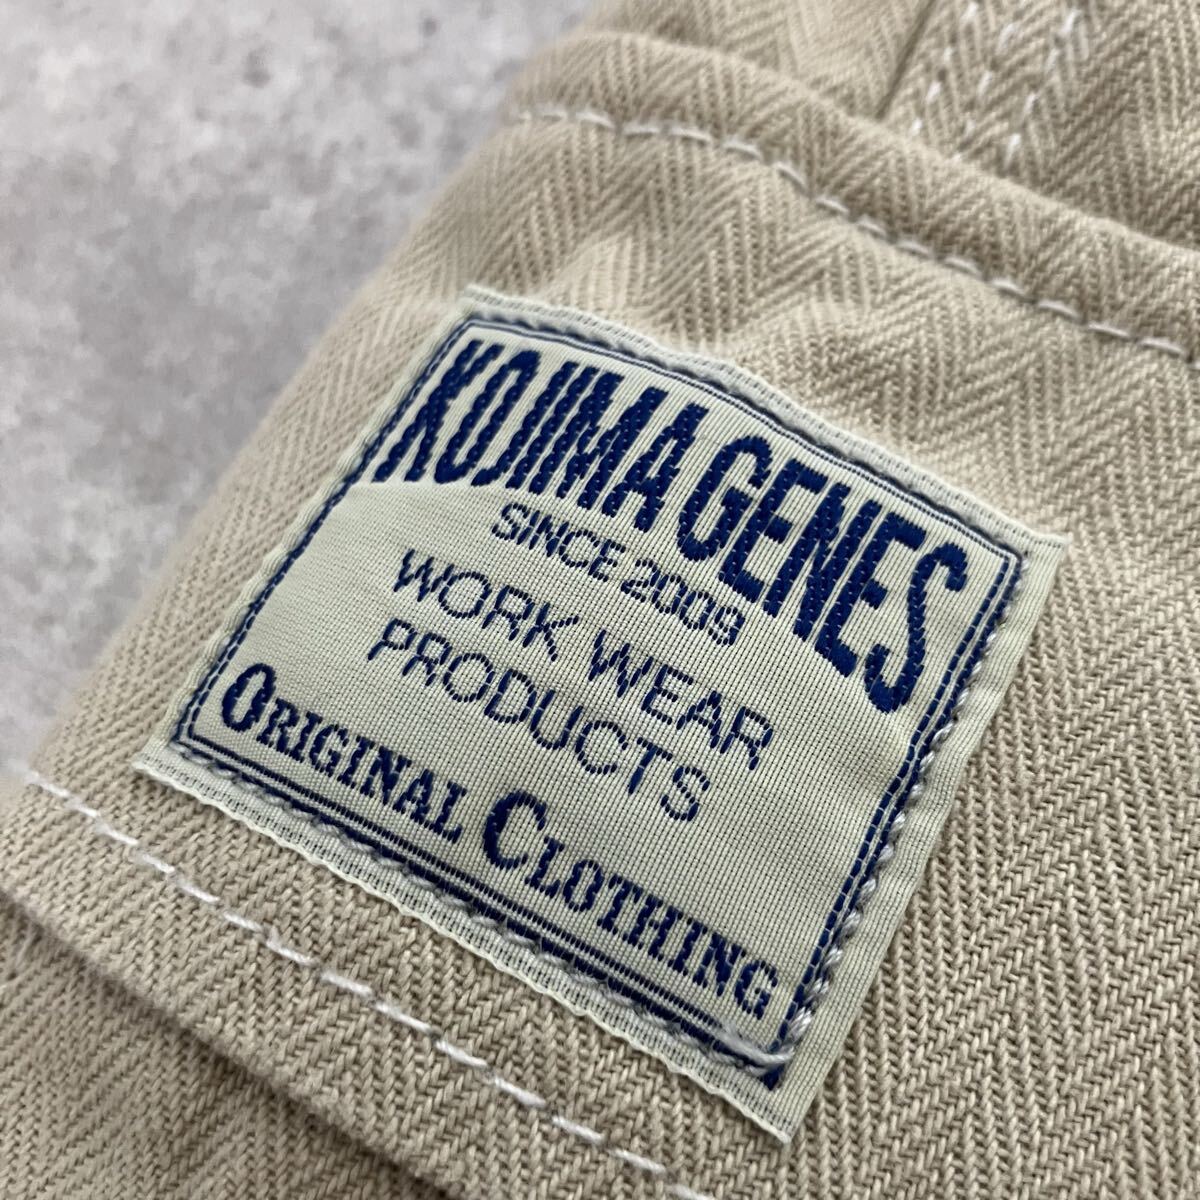 KOJIMA GENES
SINCE 2009
WORK WEAR
PRODUCTS
ORIGINAL CLOTHING